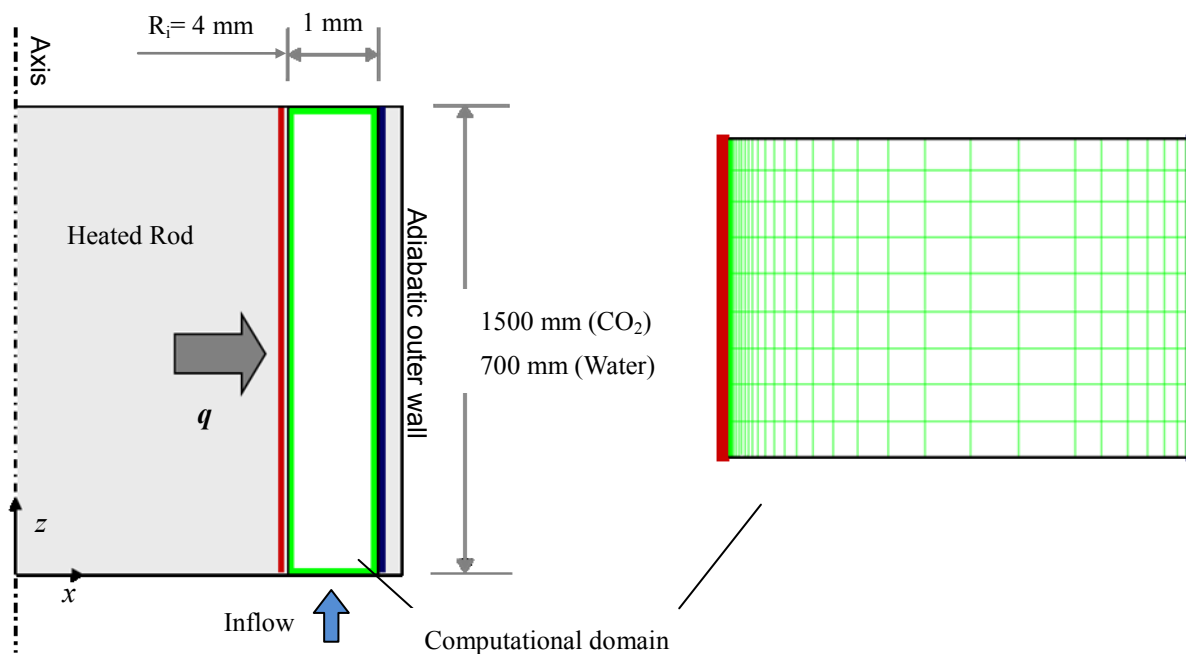 R_i= 4 mm
1 mm
Axis
Heated Rod
Adiabatic outer wall
1500 mm (CO₂)
700 mm (Water)
q
z
x
Inflow
Computational domain